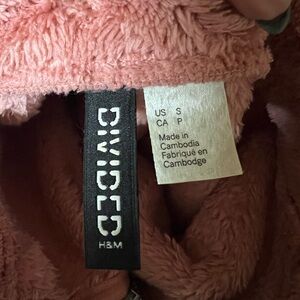 DIVIDED
H&M
US S
CA P
Made in
Cambodia
Fabriqué en
Cambodge